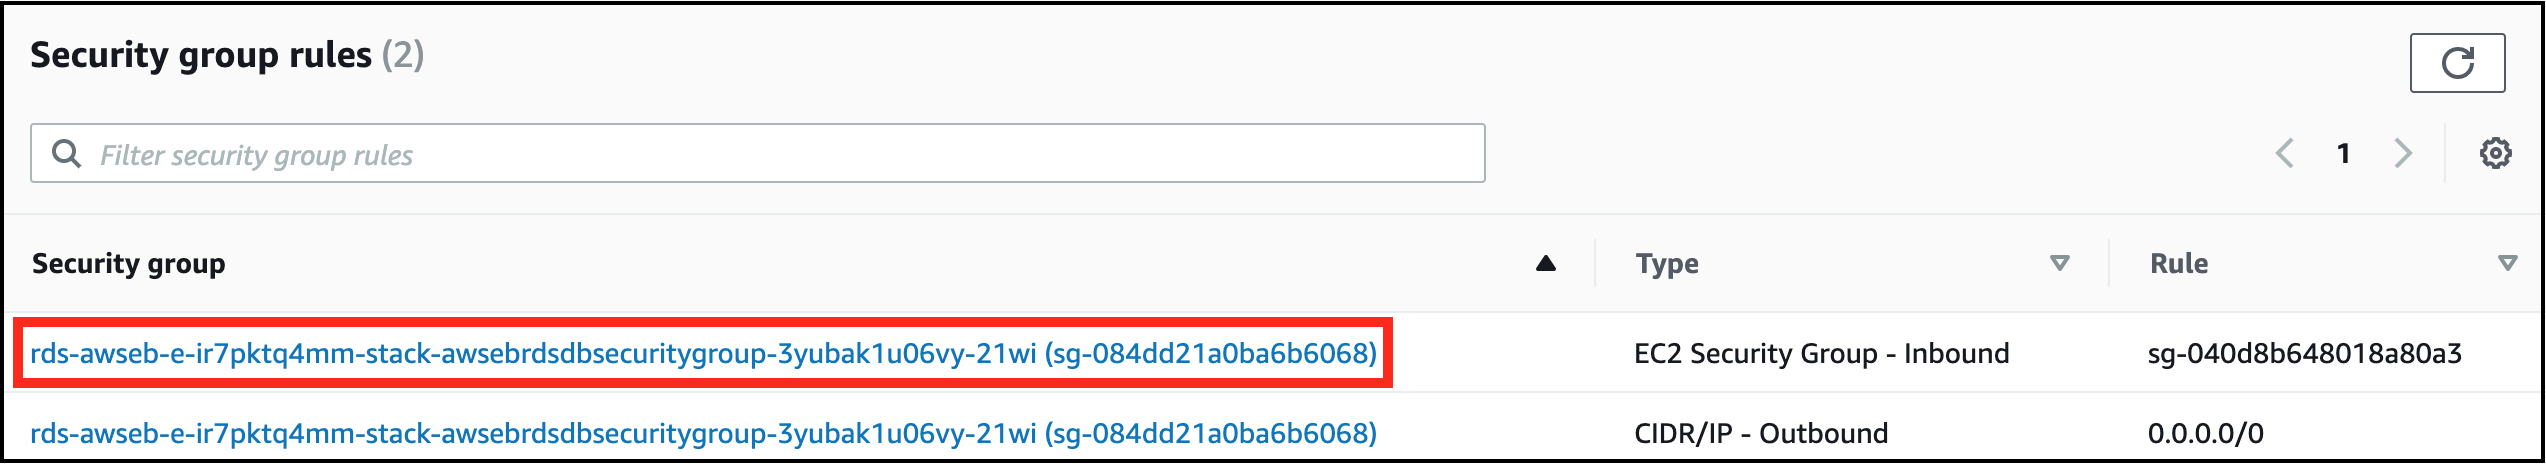 Security group rules (2)
Filter security group rules
1
Security group Type Rule
rds-awseb-e-ir7pktq4mm-stack-awsebrdsdbsecuritygroup-3yubak1u06vy-21wi (sg-084dd21a0ba6b6068) EC2 Security Group - Inbound sg-040d8b648018a80a3
rds-awseb-e-ir7pktq4mm-stack-awsebrdsdbsecuritygroup-3yubak1u06vy-21wi (sg-084dd21a0ba6b6068) CIDR/IP - Outbound 0.0.0.0/0